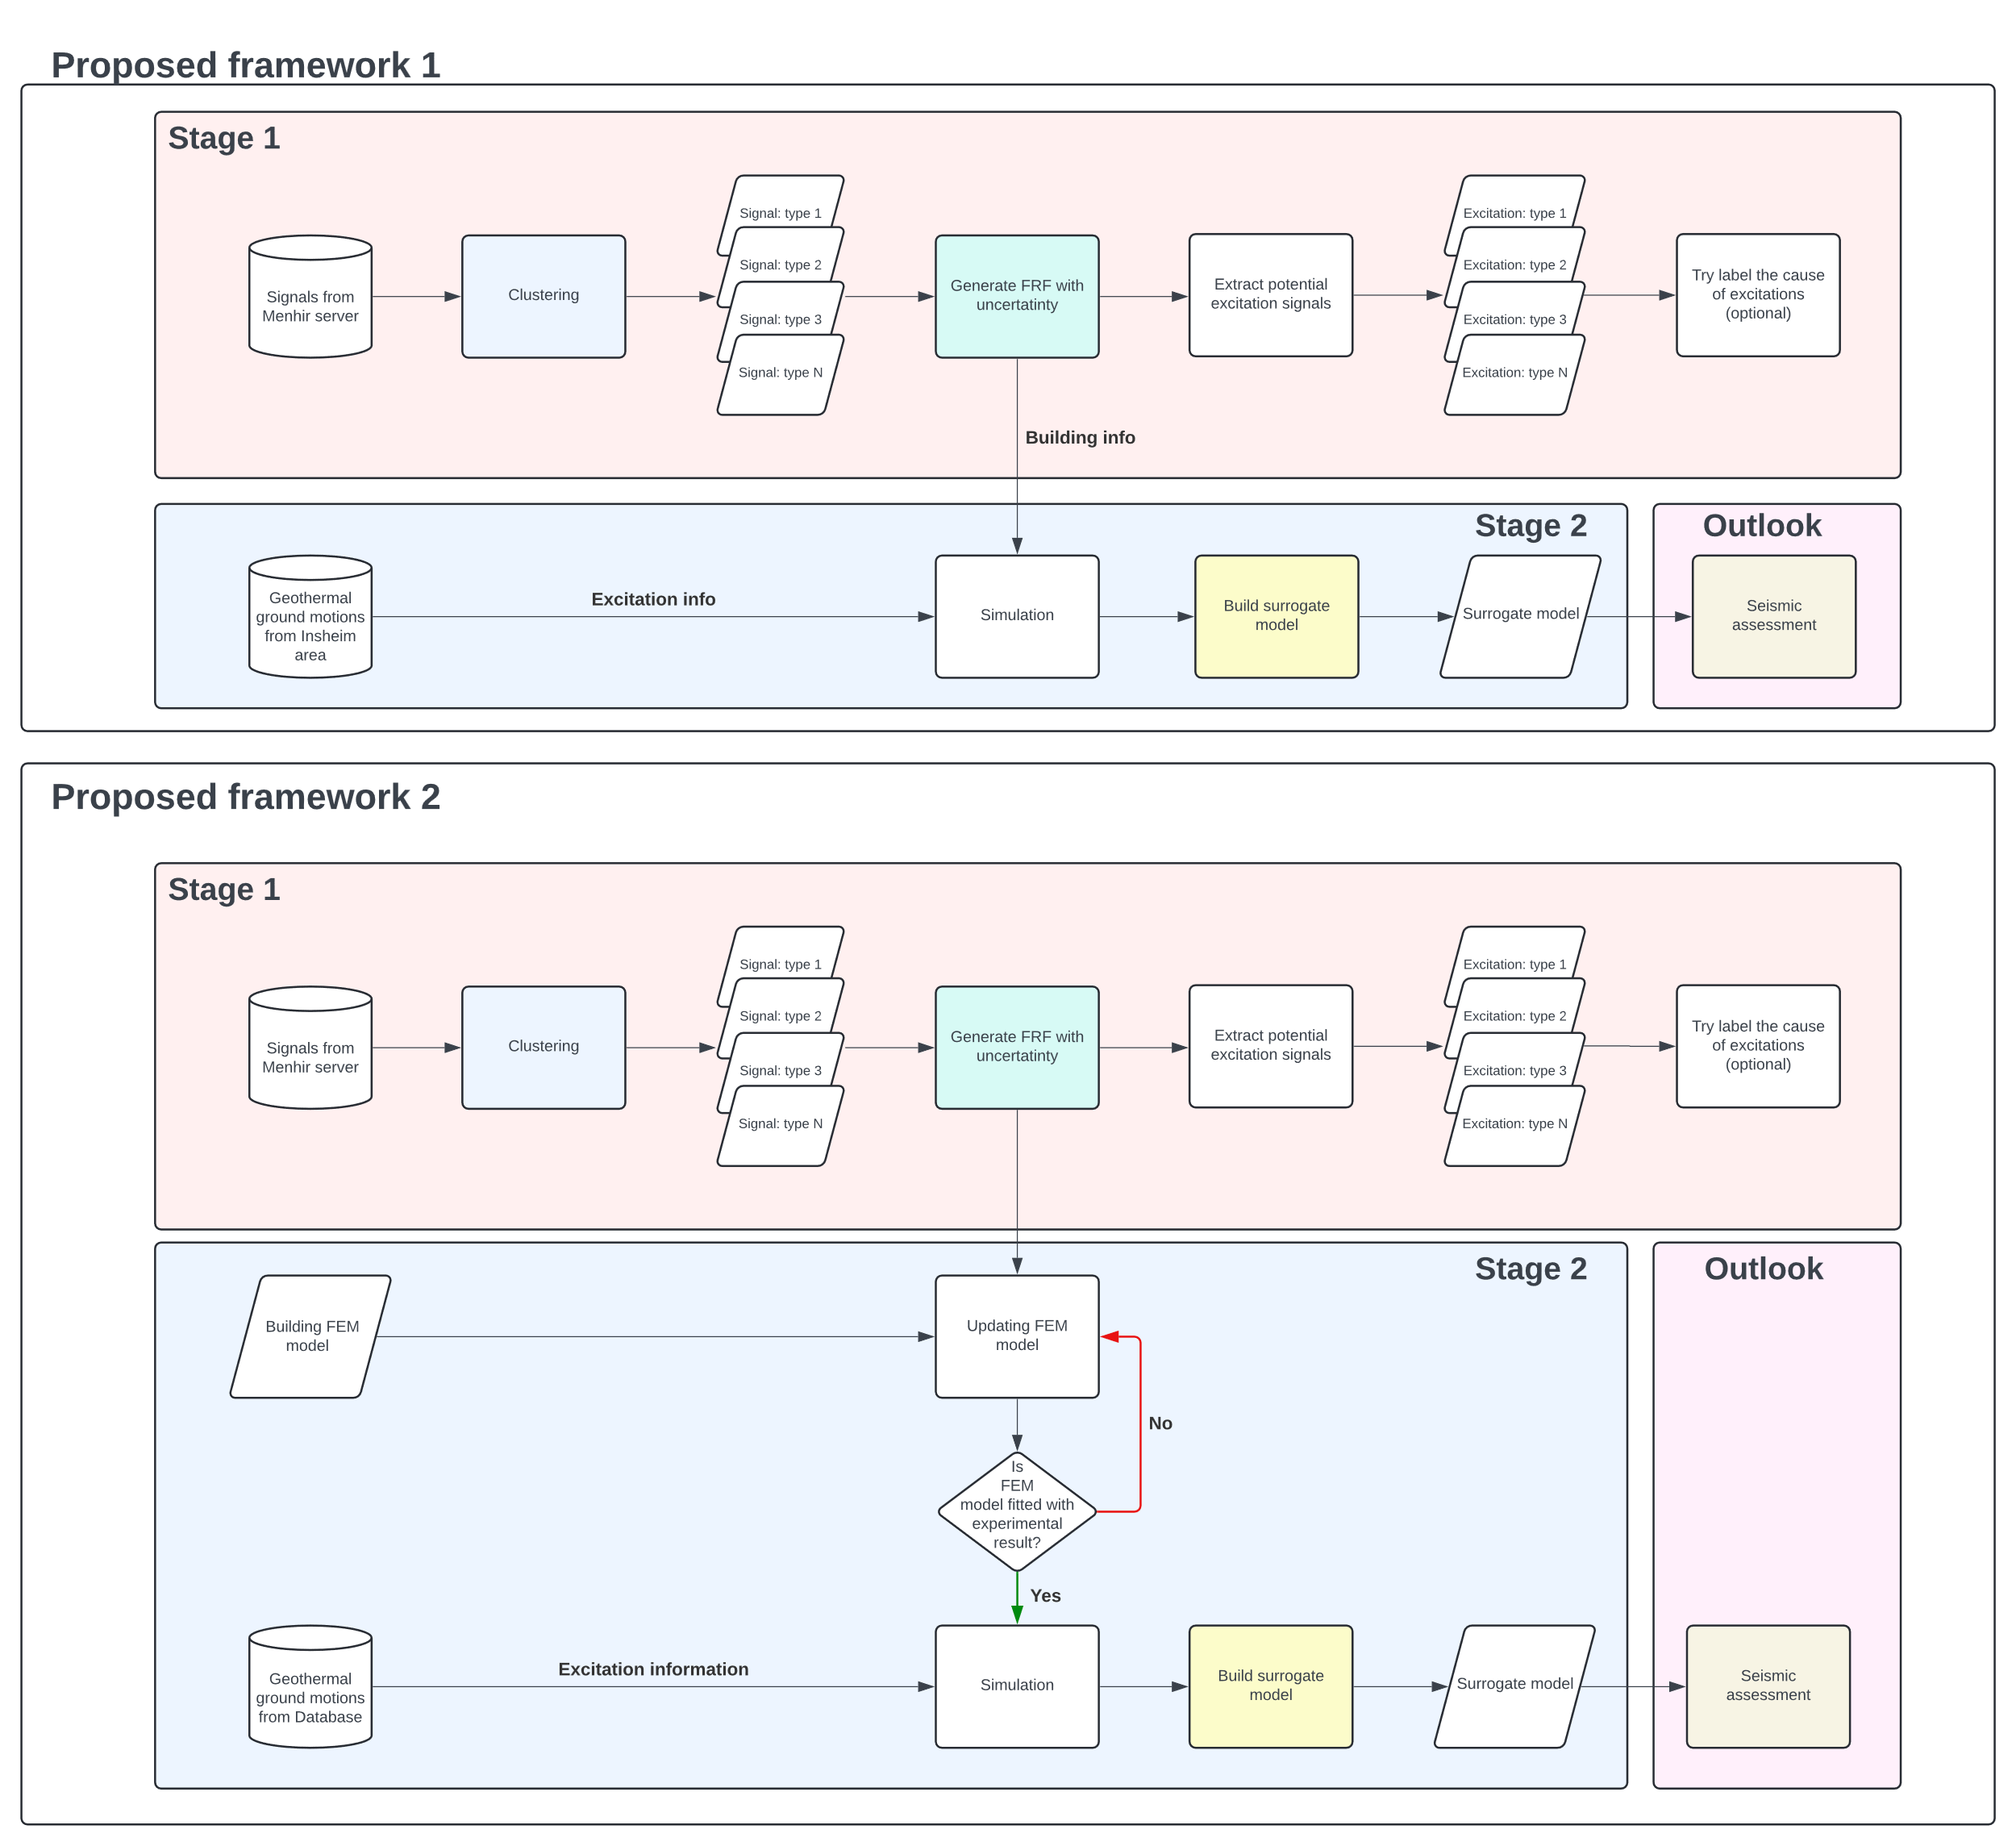 Proposed framework 1
Stage 1
Signals from
Menhir server
Clustering
Signal: type 1
Signal: type 2
Signal: type 3
Signal: type N
Generate FRF with
uncertatinty
Extract potential
excitation signals
Excitation: type 1
Excitation: type 2
Excitation: type 3
Excitation: type N
Try label the cause
of excitations
(optional)
Building info
Stage 2
Geothermal
ground motions
from Insheim
area
Excitation info
Simulation
Build surrogate
model
Surrogate model
Outlook
Seismic
assessment
Proposed framework 2
Stage 1
Signals from
Menhir server
Clustering
Signal: type 1
Signal: type 2
Signal: type 3
Signal: type N
Generate FRF with
uncertatinty
Extract potential
excitation signals
Excitation: type 1
Excitation: type 2
Excitation: type 3
Excitation: type N
Try label the cause
of excitations
(optional)
Stage 2
Building FEM
model
Updating FEM
model
No
Is
FEM
model fitted with
experimental
result?
Yes
Geothermal
ground motions
from Database
Excitation information
Simulation
Build surrogate
model
Surrogate model
Outlook
Seismic
assessment